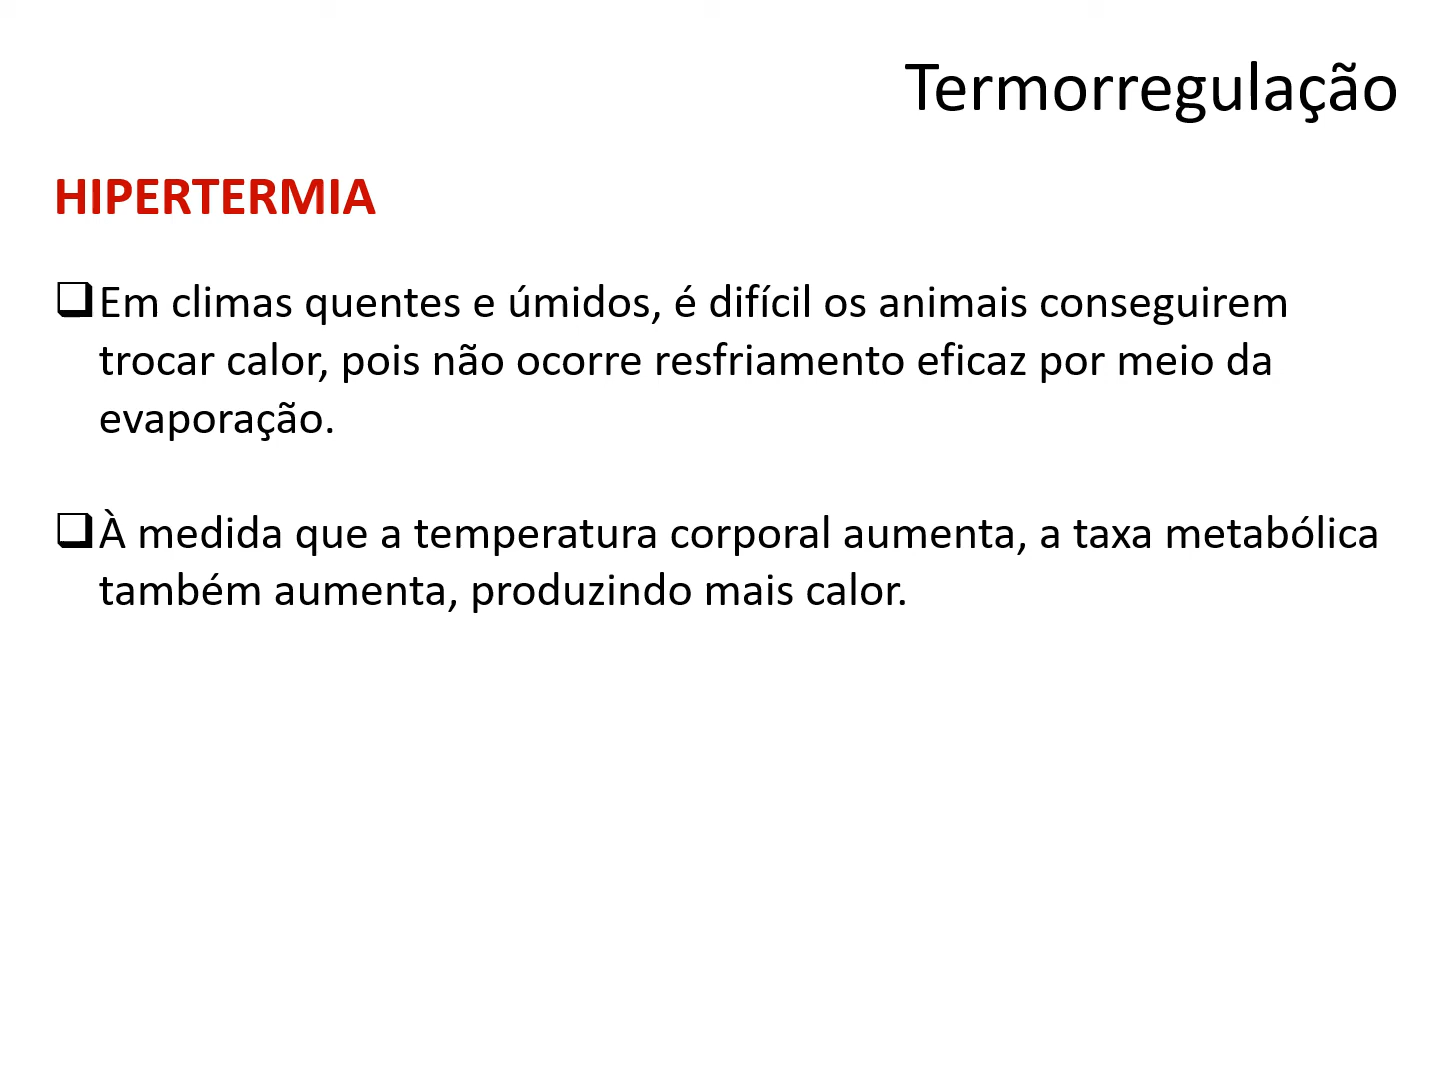 Termorregulação
HIPERTERMIA
❑Em climas quentes e úmidos, é difícil os animais conseguirem
trocar calor, pois não ocorre resfriamento eficaz por meio da
evaporação.
❑À medida que a temperatura corporal aumenta, a taxa metabólica
também aumenta, produzindo mais calor.